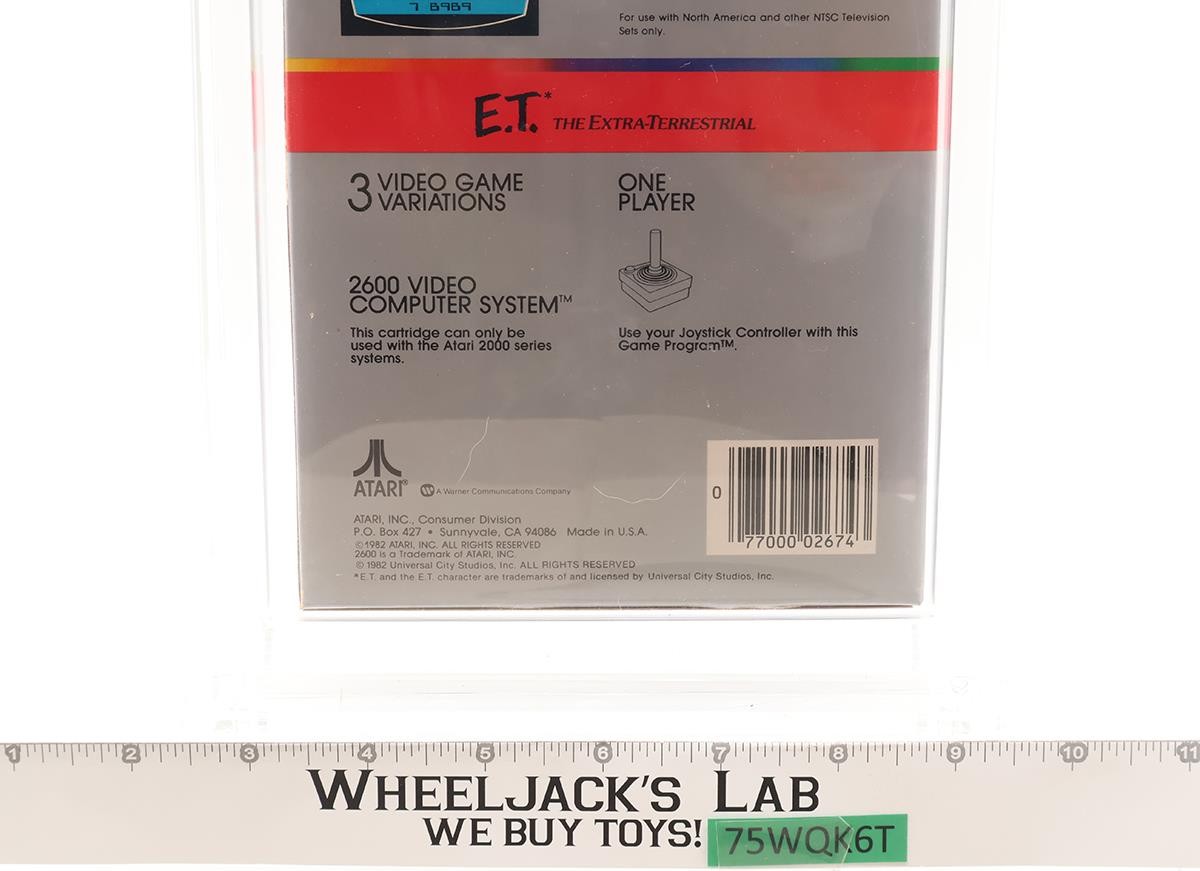 7 8989
For use with North America and other NTSC Television
Sets only.
E.T.* THE EXTRA-TERRESTRIAL
3 VIDEO GAME
VARIATIONS
ONE
PLAYER
2600 VIDEO
COMPUTER SYSTEM™
This cartridge can only be
used with the Atari 2000 series
systems.
Use your Joystick Controller with this
Game Program™.
ATARI® W A Warner Communications Company
ATARI, INC., Consumer Division
P.O. Box 427 • Sunnyvale, CA 94086 Made in U.S.A.
©1982 ATARI, INC. ALL RIGHTS RESERVED
2600 is a Trademark of ATARI, INC.
© 1982 Universal City Studios, Inc. ALL RIGHTS RESERVED
*E.T. and the E.T. character are trademarks of and licensed by Universal City Studios, Inc.
0 77000 02674
1 2 3 4 5 6 7 8 9 10 11
WHEELJACK'S LAB
WE BUY TOYS!
75WQK6T